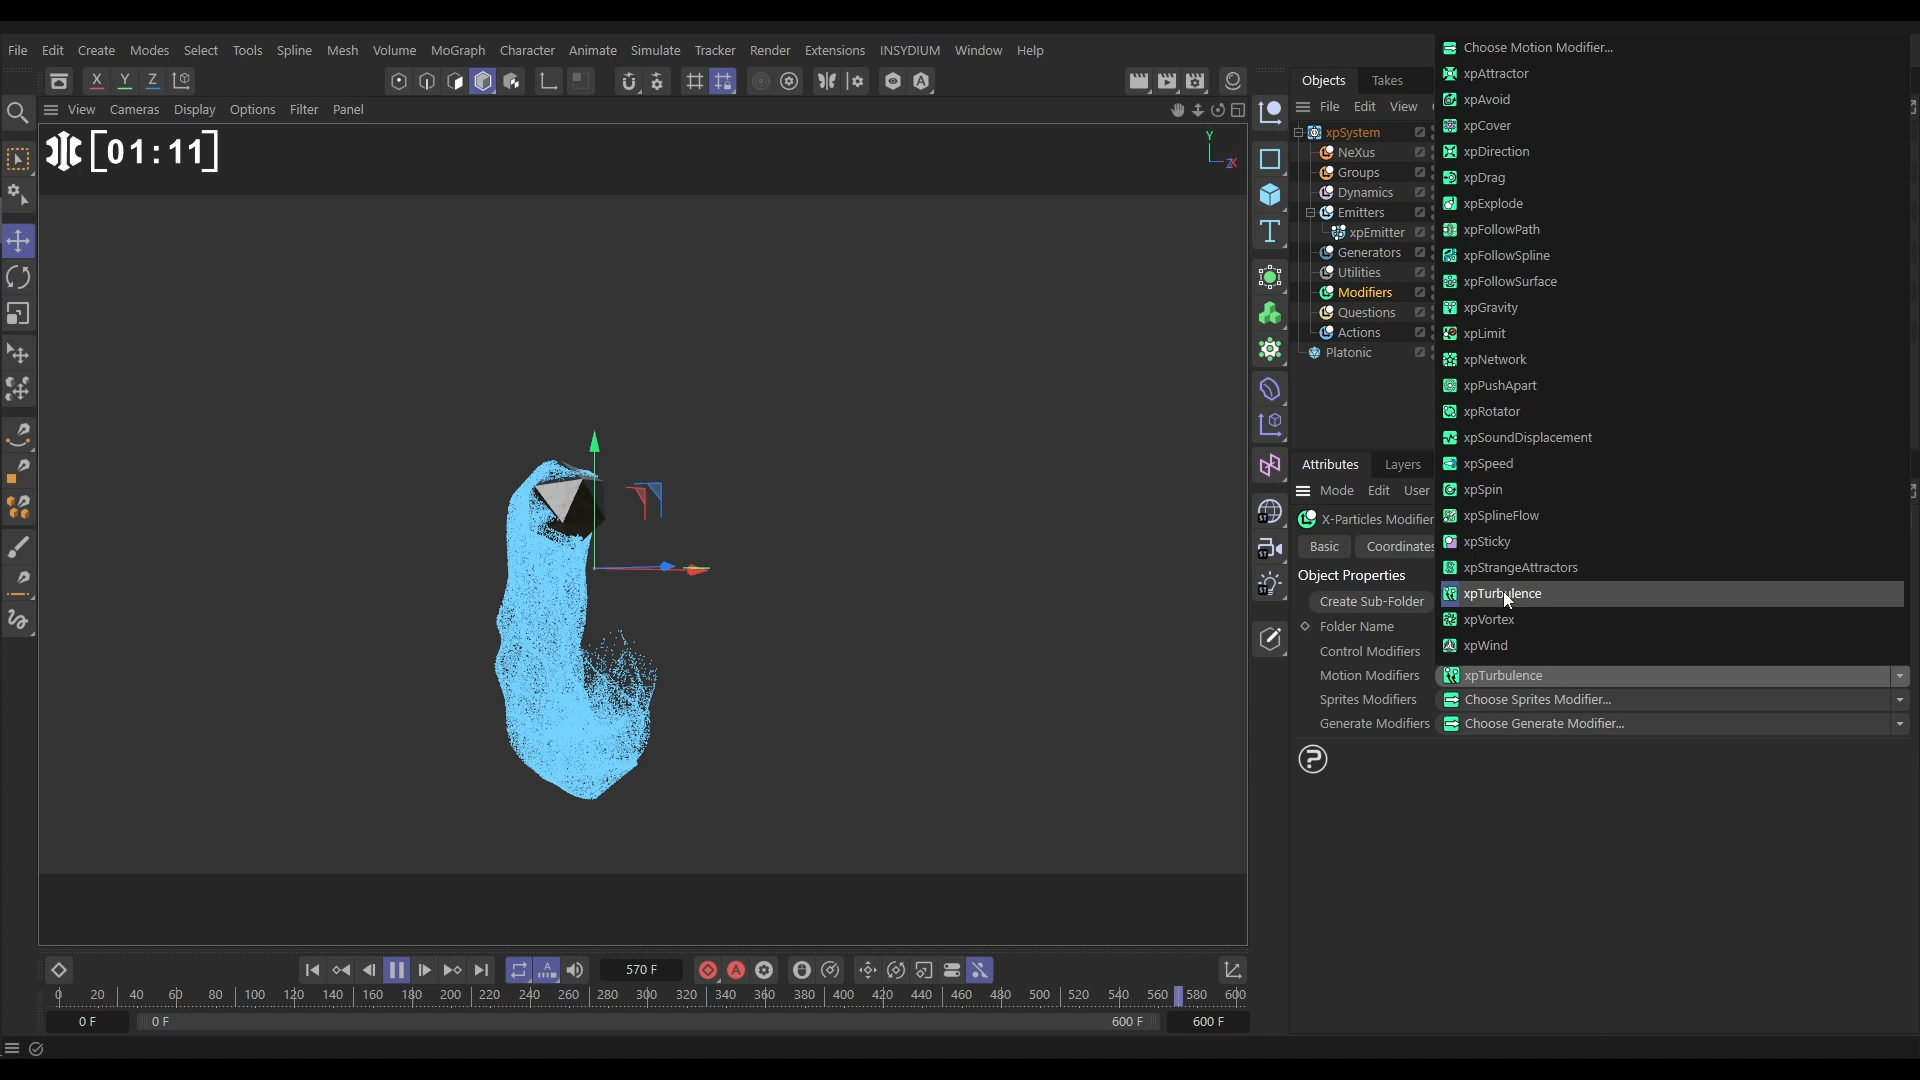 File Edit Create Modes Select Tools Spline Mesh Volume MoGraph Character Animate Simulate Tracker Render Extensions INSYDIUM Window Help
X Y Z
View Cameras Display Options Filter Panel
[01:11]
Y
Z X
Objects Takes
File Edit View
xpSystem
NeXus
Groups
Dynamics
Emitters
xpEmitter
Generators
Utilities
Modifiers
Questions
Actions
Platonic
Choose Motion Modifier...
xpAttractor
xpAvoid
xpCover
xpDirection
xpDrag
xpExplode
xpFollowPath
xpFollowSpline
xpFollowSurface
xpGravity
xpLimit
xpNetwork
xpPushApart
xpRotator
xpSoundDisplacement
xpSpeed
xpSpin
xpSplineFlow
xpSticky
xpStrangeAttractors
xpTurbulence
xpVortex
xpWind
Attributes Layers
Mode Edit User
X-Particles Modifier
Basic Coordinates
Object Properties
Create Sub-Folder
Folder Name
Control Modifiers
Motion Modifiers xpTurbulence
Sprites Modifiers Choose Sprites Modifier...
Generate Modifiers Choose Generate Modifier...
?
570 F
0 20 40 60 80 100 120 140 160 180 200 220 240 260 280 300 320 340 360 380 400 420 440 460 480 500 520 540 560 580 600
0 F 0 F 600 F 600 F